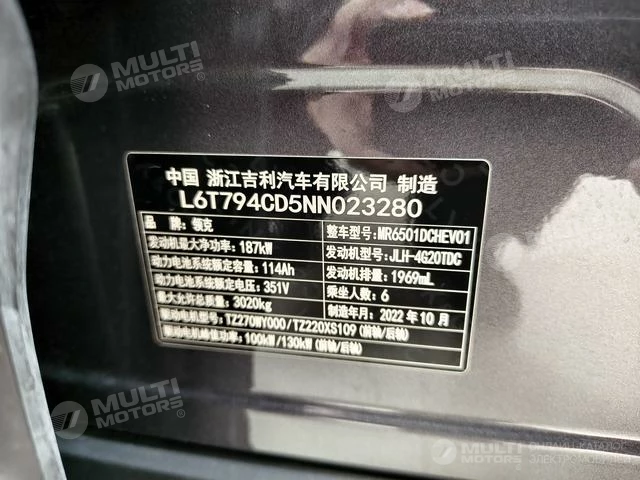 MULTI
MOTORS®
MULTI
MOTORS®
中国 浙江吉利汽车有限公司 制造
L6T794CD5NN023280
品牌：领克 整车型号：MR6501DCHEV01
发动机最大净功率：187kW 发动机型号：JLH-4G20TDC
动力电池系统额定容量：114Ah 发动机排量：1969mL
动力电池系统额定电压：351V 乘坐人数：6
最大允许总质量：3020kg 制造年月：2022年10月
驱动电机型号：TZ270WY000/TZ220XS109(前轴/后轴)
驱动电机峰值功率：100kW/130kW(前轴/后轴)
MULTI
MOTORS®
MULTI
MOTORS